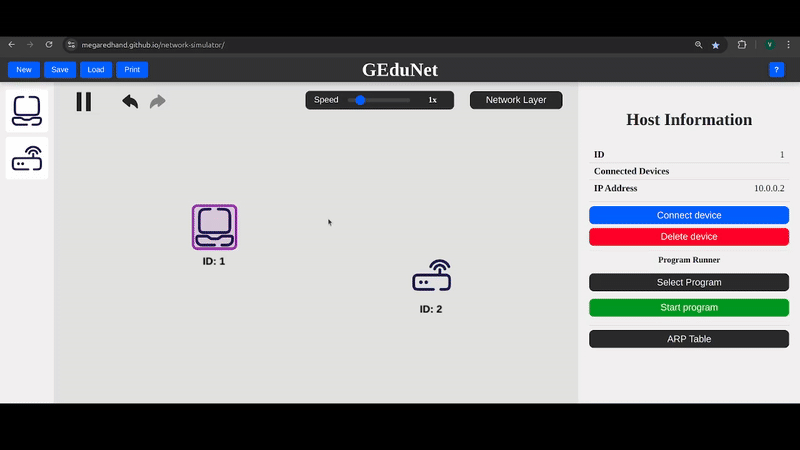 megaredhand.github.io/network-simulator/
V
New Save Load Print
GEduNet
?
Speed 1x
Network Layer
ID: 1
ID: 2
Host Information
ID 1
Connected Devices
IP Address 10.0.0.2
Connect device
Delete device
Program Runner
Select Program
Start program
ARP Table